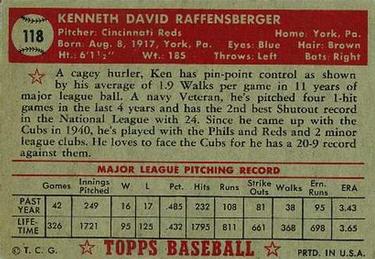 118
KENNETH DAVID RAFFENSBERGER
Pitcher: Cincinnati Reds Home: York, Pa.
Born: Aug. 8, 1917, York, Pa. Eyes: Blue Hair: Brown
Ht.: 6'1½" Wt.: 185 Throws: Left Bats: Right
A cagey hurler, Ken has pin-point control as shown
by his average of 1.9 Walks per game in 11 years of
major league ball. A navy Veteran, he's pitched four 1-hit
games in the last 4 years and has the 2nd best Shutout record
in the National League with 24. Since he came up with the
Cubs in 1940, he's played with the Phils and Reds and 2 minor
league clubs. He loves to face the Cubs for he has a 20-9 record
against them.
MAJOR LEAGUE PITCHING RECORD
Games Innings Pitched W L Pct. Hits Runs Strike Outs Walks Ern. Runs ERA
PAST YEAR 42 249 16 17 .485 232 108 81 38 95 3.43
LIFE-TIME 326 1721 95 125 .432 1795 811 661 368 698 3.65
© T. C. G. TOPPS BASEBALL PRTD. IN U.S.A.